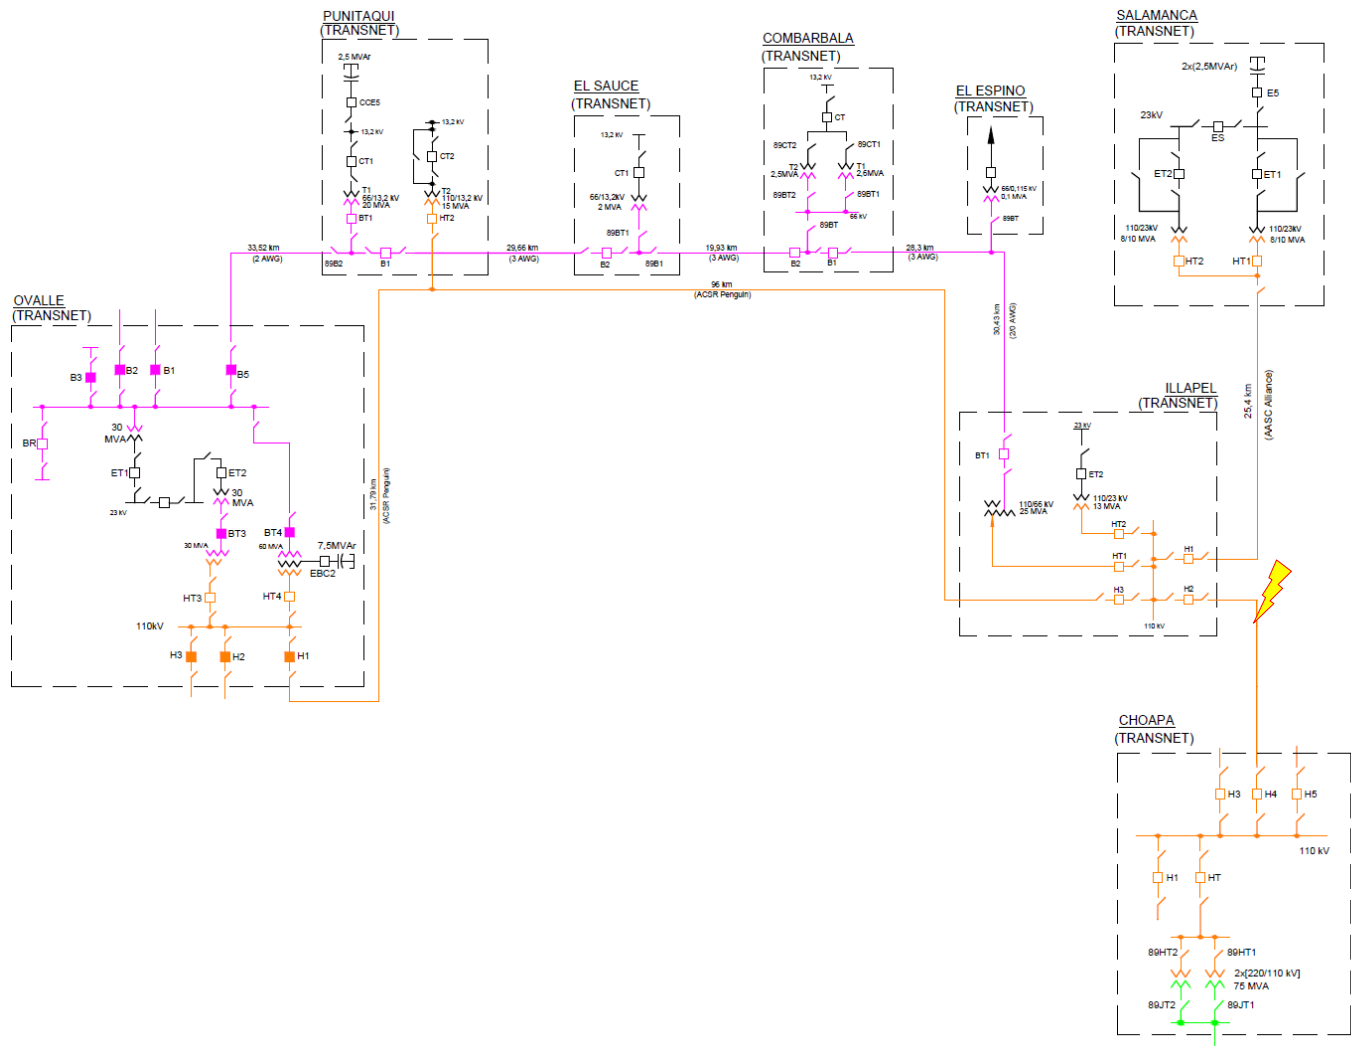 PUNITAQUI
(TRANSNET)
2,5 MVAr
CCE5
13,2 kV
13,2 kV
CT1
CT2
T1
66/13,2 kV
20 MVA
T2
110/13,2 kV
15 MVA
BT1
HT2
33,52 km
(2 AWG)
89B2
B1
29,66 km
(3 AWG)
EL SAUCE
(TRANSNET)
13,2 kV
CT1
66/13,2kV
2 MVA
89BT1
B2
89B1
19,93 km
(3 AWG)
COMBARBALA
(TRANSNET)
13,2 kV
CT
89CT2
89CT1
T2
2,5MVA
T1
2,6MVA
89BT2
89BT1
66 kV
89BT
B2
B1
28,3 km
(3 AWG)
EL ESPINO
(TRANSNET)
66/0,115 kV
0,1 MVA
89BT
SALAMANCA
(TRANSNET)
2x(2,5MVAr)
E5
23kV
ES
ET2
ET1
110/23kV
8/10 MVA
110/23kV
8/10 MVA
HT2
HT1
96 km
(ACSR Penguin)
30,43 km
(2/0 AWG)
25,4 km
(AASC Alliance)
OVALLE
(TRANSNET)
B3
B2
B1
B5
30
MVA
BR
ET1
ET2
23 kV
30
MVA
BT3
BT4
30 MVA
60 MVA
7,5MVAr
EBC2
HT3
HT4
110kV
H3
H2
H1
31,79 km
(ACSR Penguin)
ILLAPEL
(TRANSNET)
23 kV
BT1
ET2
110/66 kV
25 MVA
110/23 kV
13 MVA
HT2
HT1
H1
H3
H2
110 kV
CHOAPA
(TRANSNET)
H3
H4
H5
110 kV
H1
HT
89HT2
89HT1
2x[220/110 kV]
75 MVA
89JT2
89JT1